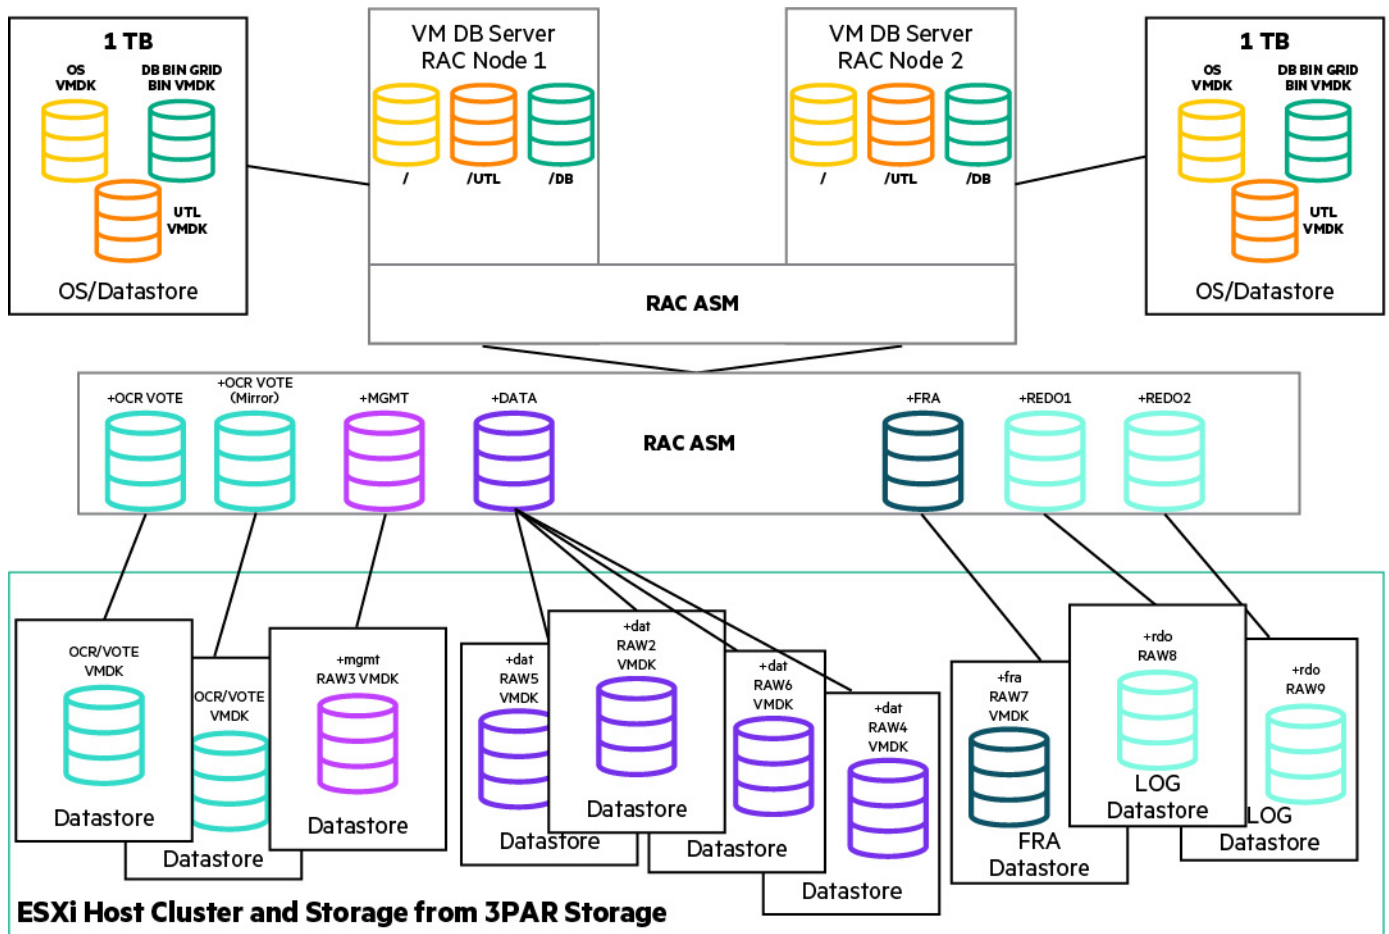 1 TB
OS
VMDK
DB BIN GRID
BIN VMDK
UTL
VMDK
OS/Datastore
VM DB Server
RAC Node 1
/
/UTL
/DB
VM DB Server
RAC Node 2
/
/UTL
/DB
1 TB
OS
VMDK
DB BIN GRID
BIN VMDK
UTL
VMDK
OS/Datastore
RAC ASM
+OCR VOTE
+OCR VOTE
(Mirror)
+MGMT
+DATA
RAC ASM
+FRA
+REDO1
+REDO2
OCR/VOTE
VMDK
Datastore
OCR/VOTE
VMDK
Datastore
+mgmt
RAW3 VMDK
Datastore
+dat
RAW5
VMDK
Datastore
+dat
RAW2
VMDK
Datastore
+dat
RAW6
VMDK
Datastore
+dat
RAW4
VMDK
Datastore
+fra
RAW7
VMDK
FRA
Datastore
+rdo
RAW8
LOG
Datastore
+rdo
RAW9
LOG
Datastore
ESXi Host Cluster and Storage from 3PAR Storage